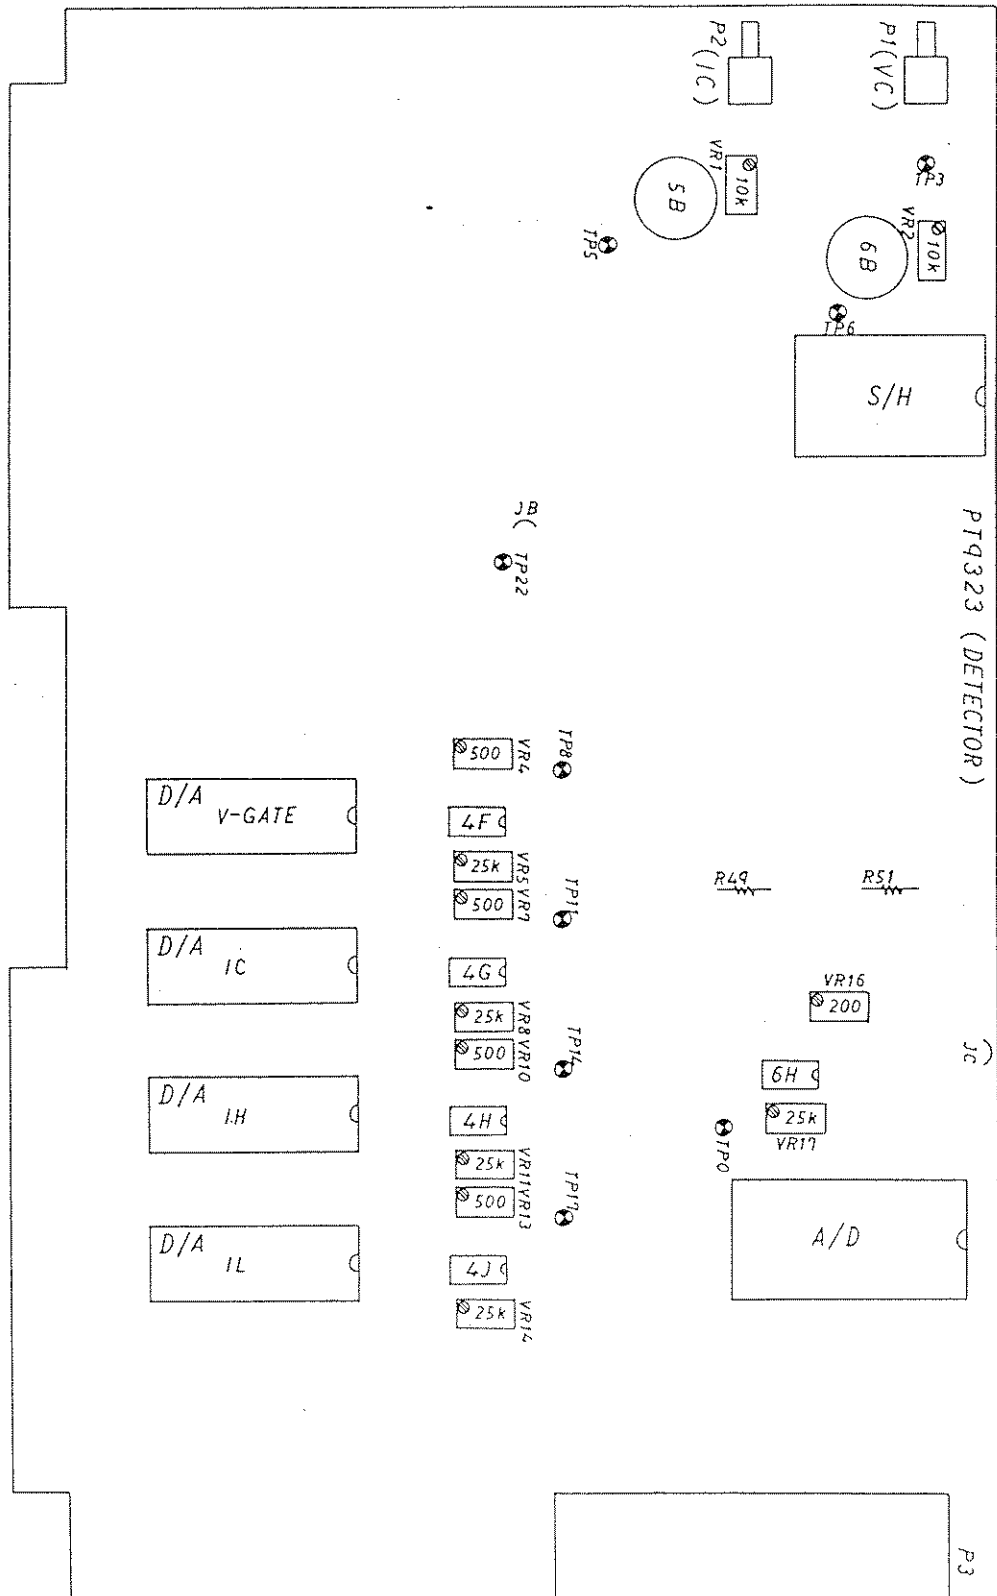 P2(IC)
P1(VC)
VR1
10k
TP3
5B
VR2
10k
TP5
6B
TP6
S/H
JB
TP22
PT9323 (DETECTOR)
VR4
500
TP8
D/A
V-GATE
4F
25k
VR5
500
VR7
TP11
R49
R51
D/A
IC
4G
25k
VR8
500
VR10
TP14
VR16
200
JC
6H
25k
VR17
TP0
D/A
IH
4H
25k
VR11
500
VR13
TP17
A/D
D/A
IL
4J
25k
VR14
P3